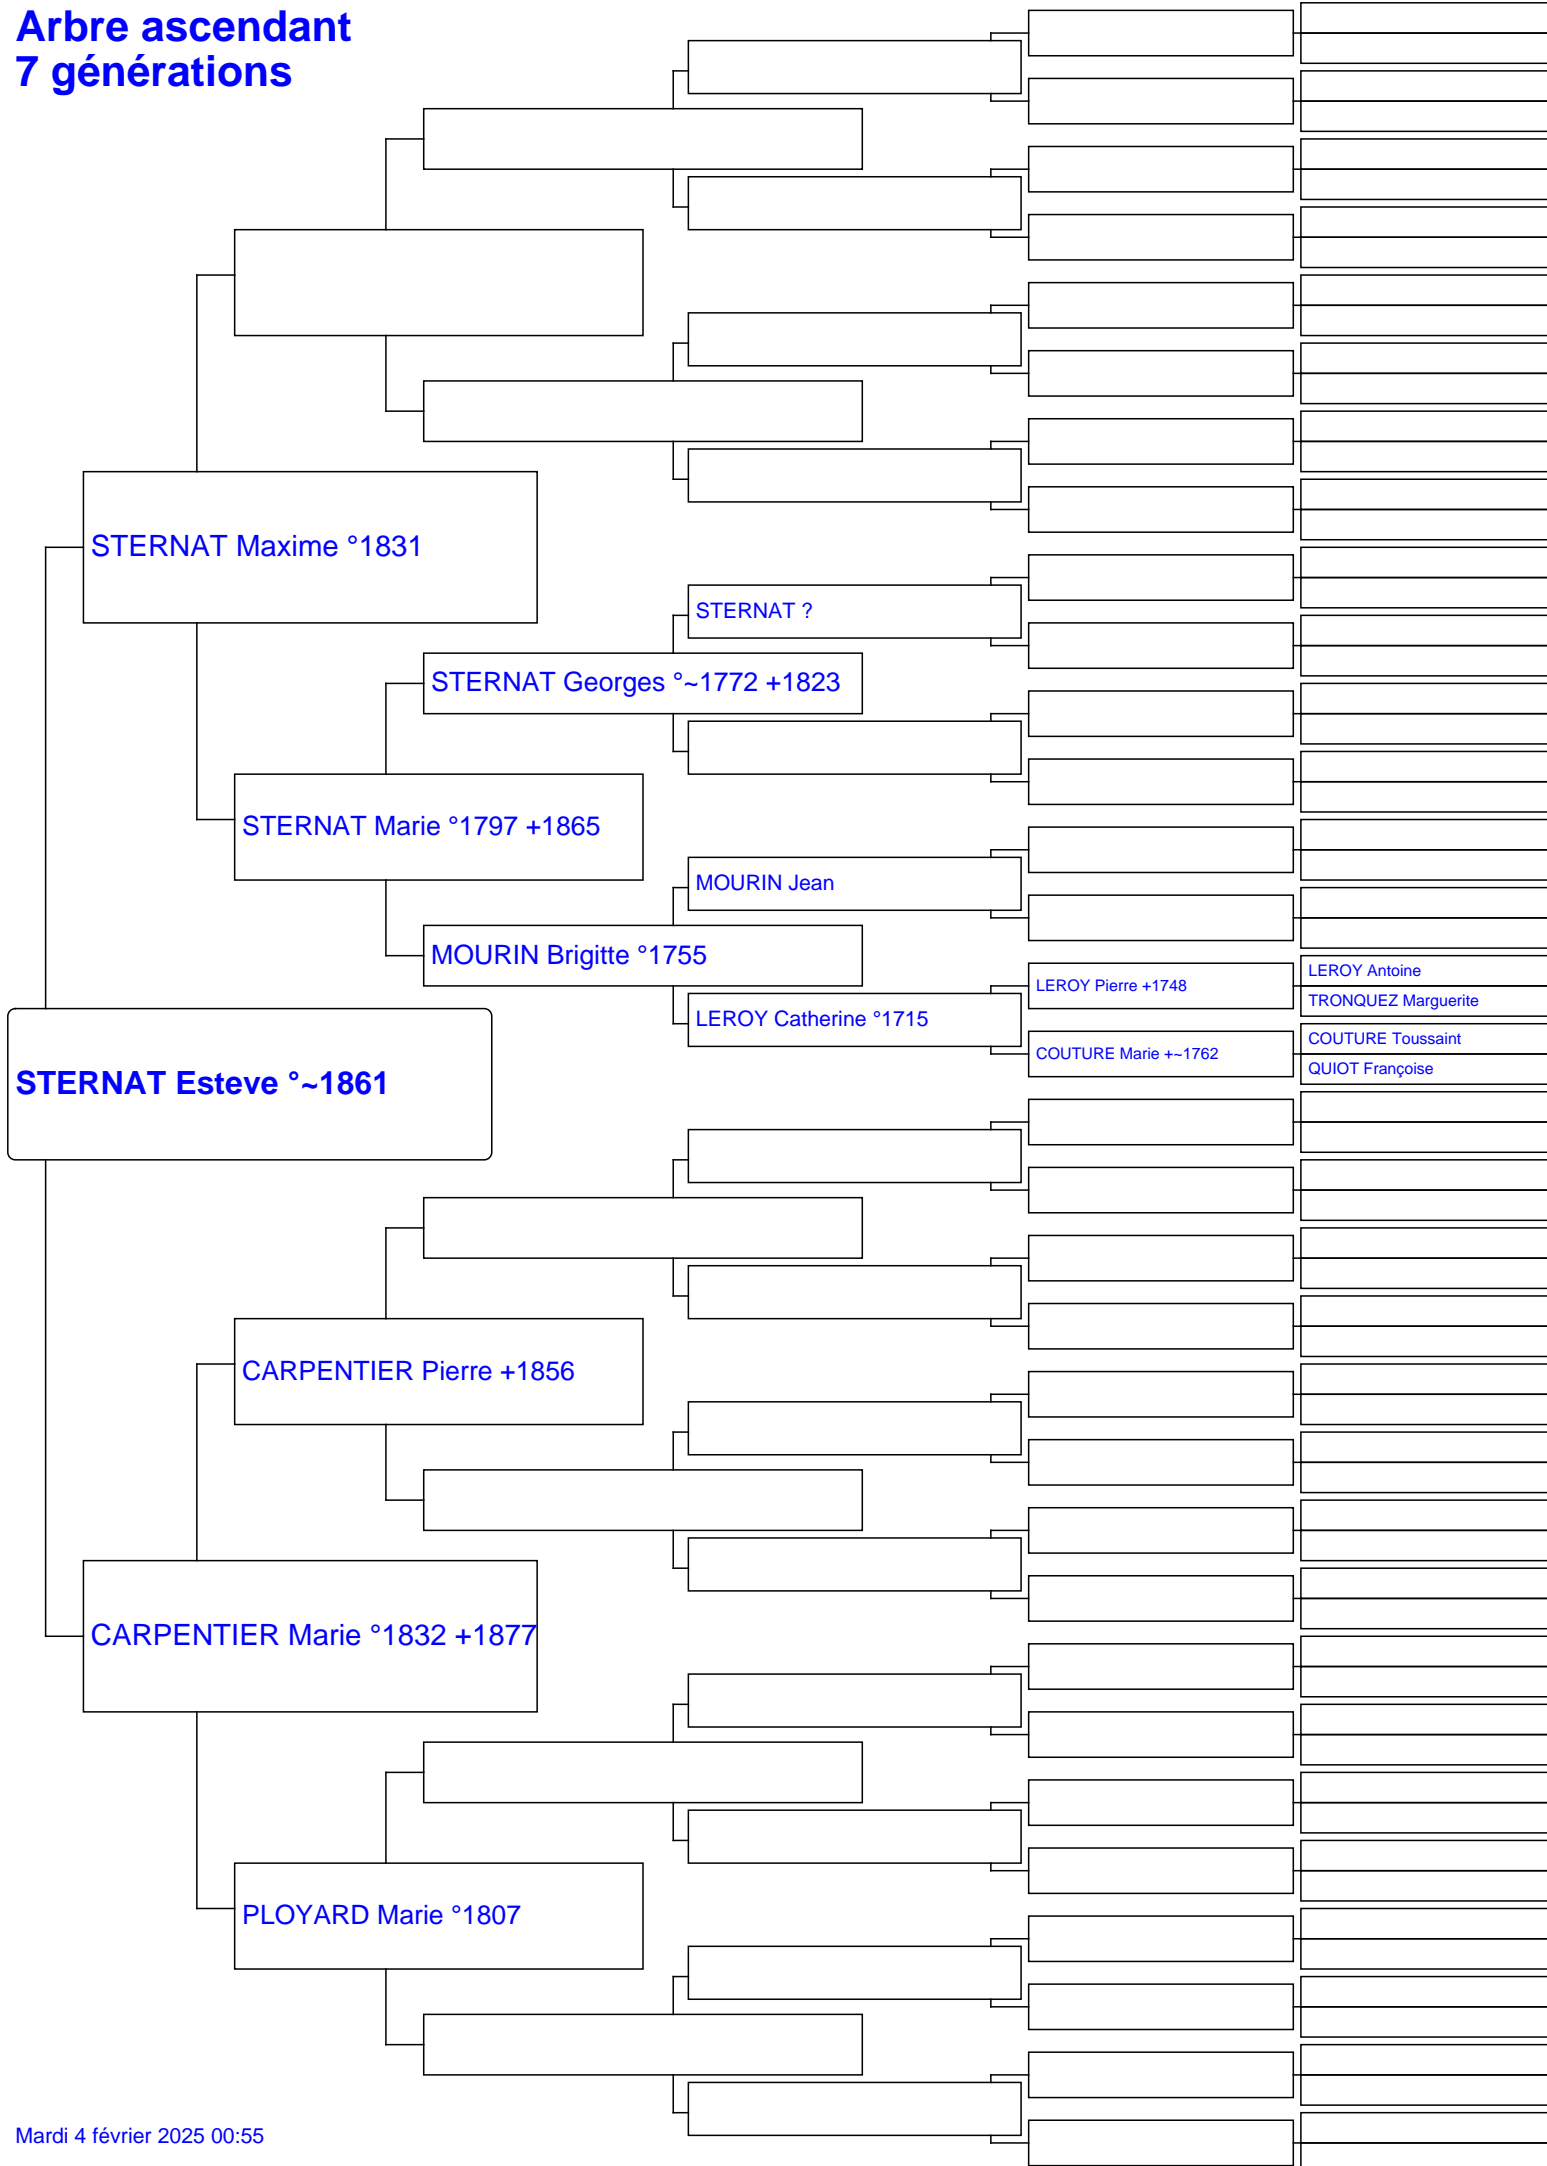 Arbre ascendant
7 générations
STERNAT Maxime °1831
STERNAT ?
STERNAT Georges °~1772 +1823
STERNAT Marie °1797 +1865
MOURIN Jean
MOURIN Brigitte °1755
LEROY Antoine
LEROY Pierre +1748
TRONQUEZ Marguerite
LEROY Catherine °1715
COUTURE Toussaint
COUTURE Marie +~1762
QUIOT Françoise
STERNAT Esteve °~1861
CARPENTIER Pierre +1856
CARPENTIER Marie °1832 +1877
PLOYARD Marie °1807
Mardi 4 février 2025 00:55